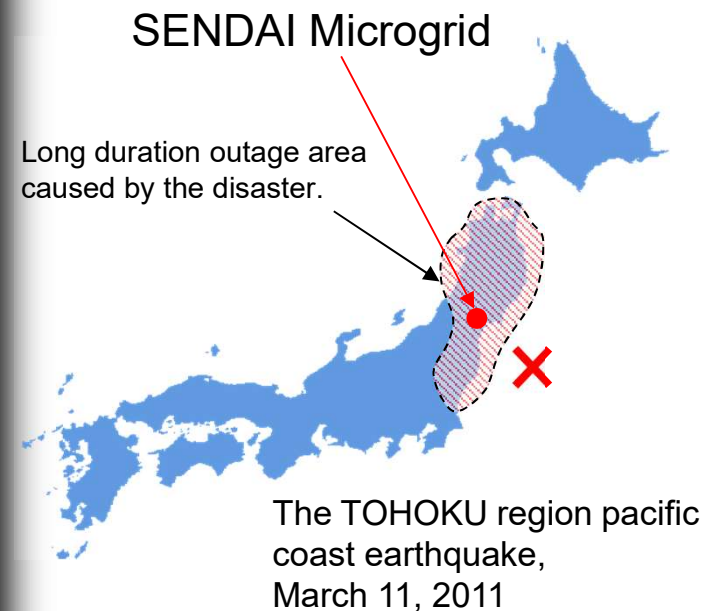 SENDAI Microgrid
Long duration outage area
caused by the disaster.
The TOHOKU region pacific
coast earthquake,
March 11, 2011